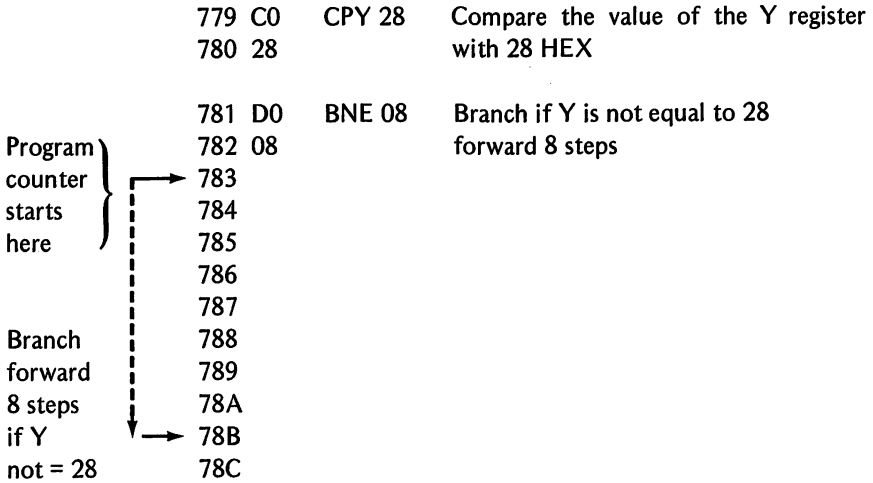 779 C0 CPY 28 Compare the value of the Y register
780 28 with 28 HEX
781 D0 BNE 08 Branch if Y is not equal to 28
Program 782 08 forward 8 steps
counter 783
starts 784
here 785
786
787
Branch 788
forward 789
8 steps 78A
if Y 78B
not = 28 78C